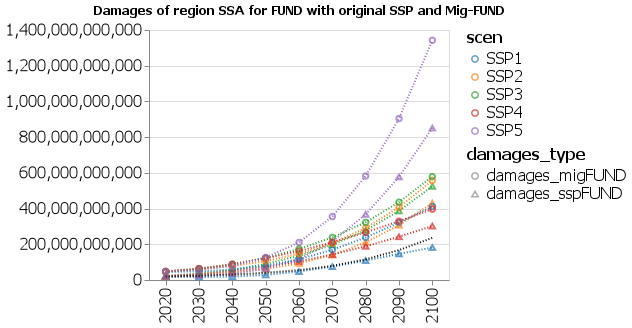 Damages of region SSA for FUND with original SSP and Mig-FUND
1,400,000,000,000
1,200,000,000,000
1,000,000,000,000
800,000,000,000
600,000,000,000
400,000,000,000
200,000,000,000
0
2020
2030
2040
2050
2060
2070
2080
2090
2100
scen
SSP1
SSP2
SSP3
SSP4
SSP5
damages_type
damages_migFUND
damages_sspFUND